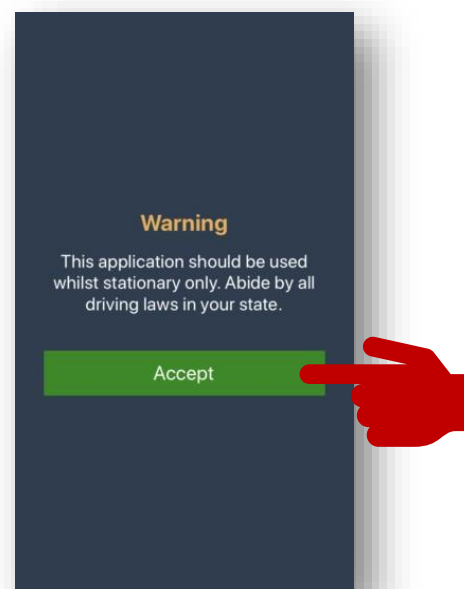 Warning
This application should be used
whilst stationary only. Abide by all
driving laws in your state.
Accept